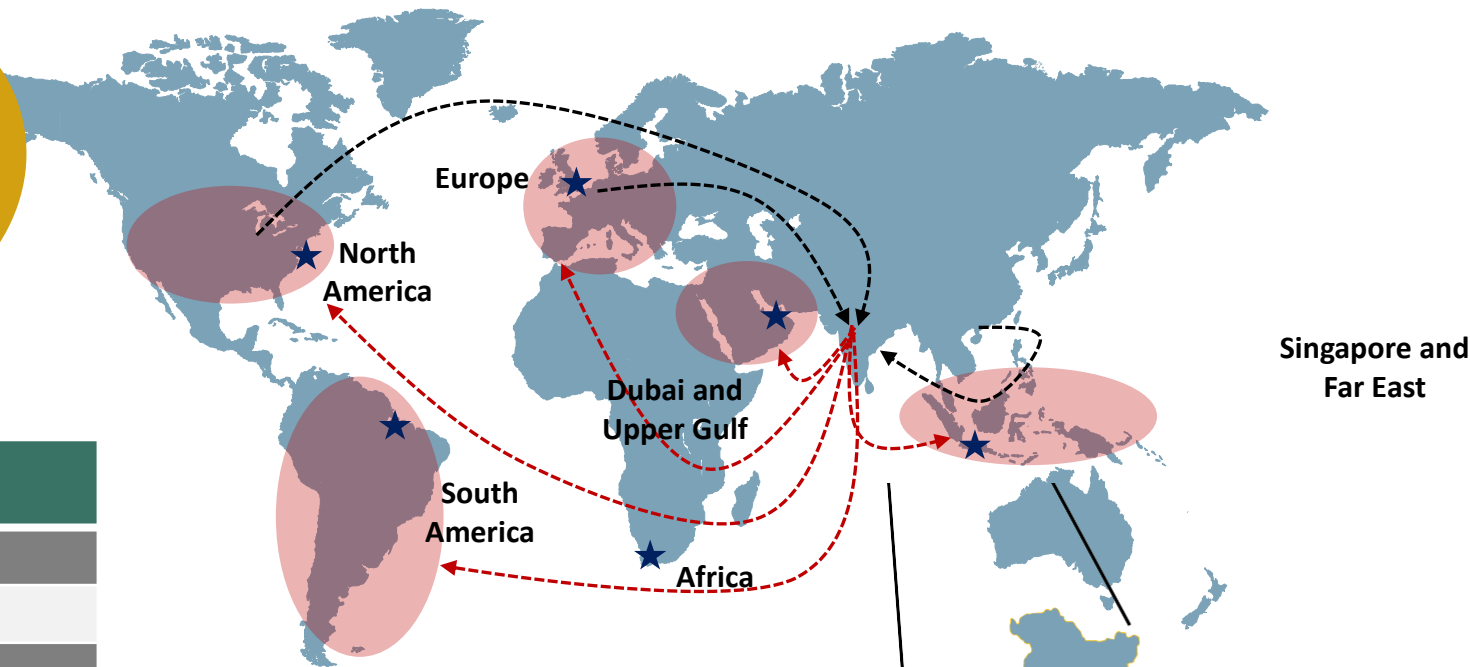 Europe
North
America
Singapore and
Far East
Dubai and
Upper Gulf
South
America
Africa